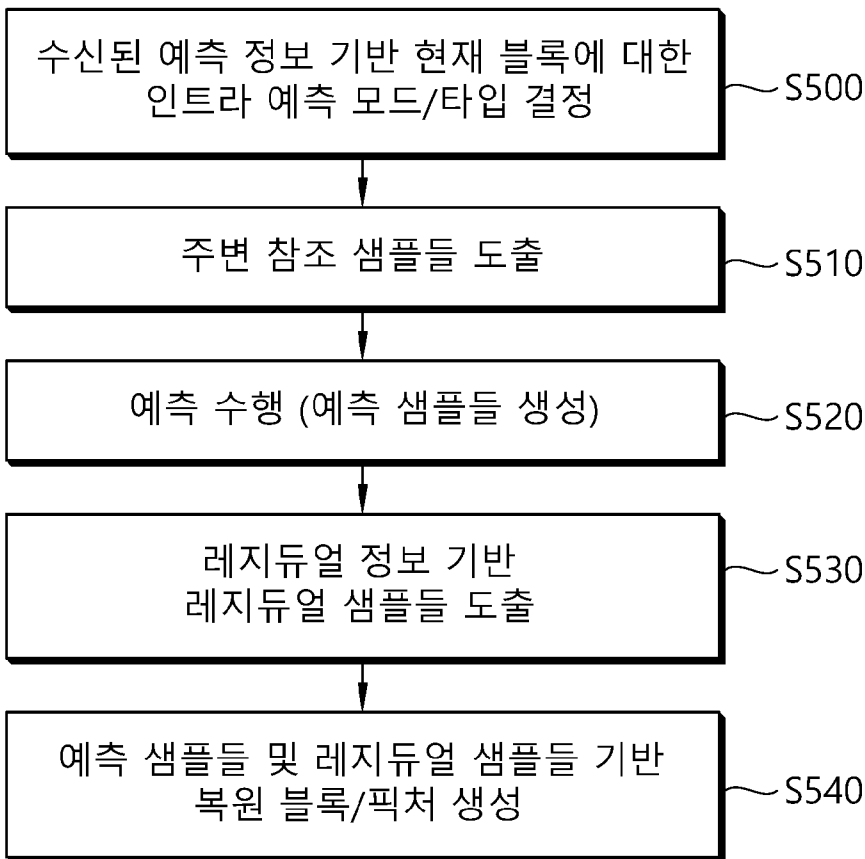 수신된 예측 정보 기반 현재 블록에 대한
인트라 예측 모드/타입 결정
S500
주변 참조 샘플들 도출
S510
예측 수행 (예측 샘플들 생성)
S520
레지듀얼 정보 기반
레지듀얼 샘플들 도출
S530
예측 샘플들 및 레지듀얼 샘플들 기반
복원 블록/픽처 생성
S540